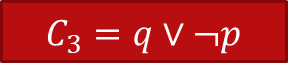 C₃ = q ∨ ¬p